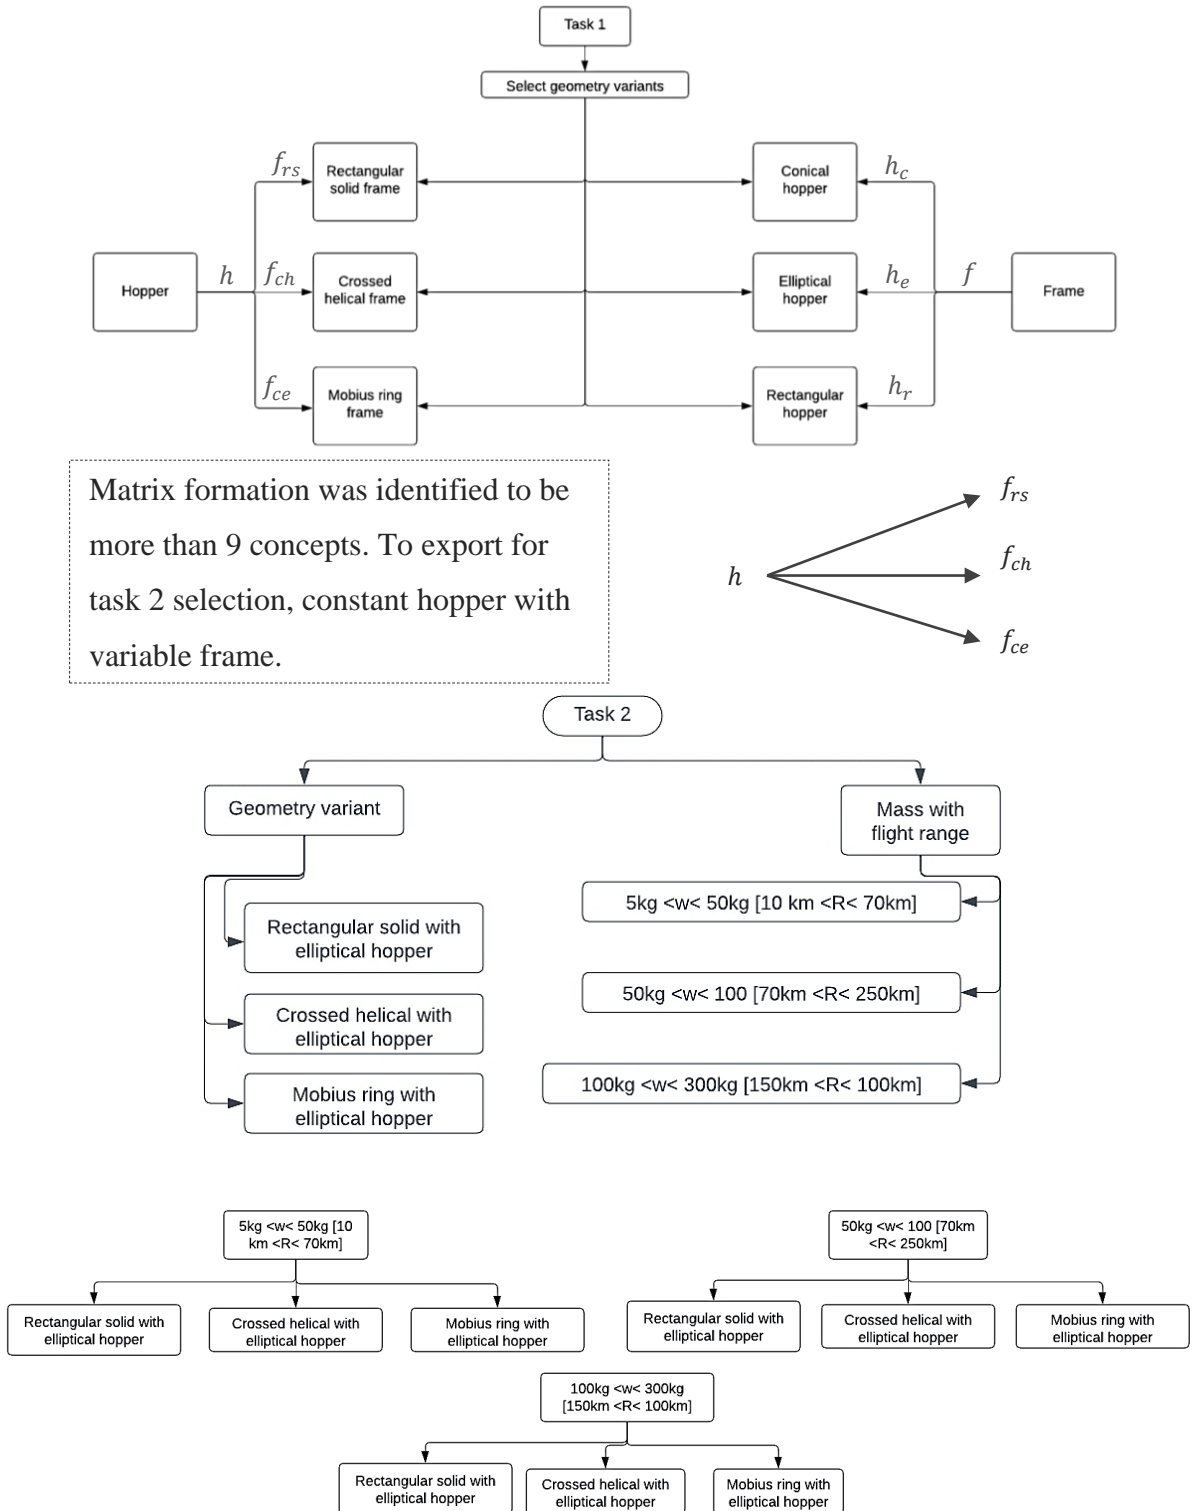 Task 1
Select geometry variants
f_rs
Rectangular
solid frame
Conical
hopper
h_c
Hopper
h
f_ch
Crossed
helical frame
Elliptical
hopper
h_e
f
Frame
f_ce
Mobius ring
frame
Rectangular
hopper
h_r
Matrix formation was identified to be
more than 9 concepts. To export for
task 2 selection, constant hopper with
variable frame.
h
f_rs
f_ch
f_ce
Task 2
Geometry variant
Mass with
flight range
Rectangular solid with
elliptical hopper
Crossed helical with
elliptical hopper
Mobius ring with
elliptical hopper
5kg <w< 50kg [10 km <R< 70km]
50kg <w< 100 [70km <R< 250km]
100kg <w< 300kg [150km <R< 100km]
5kg <w< 50kg [10
km <R< 70km]
Rectangular solid with
elliptical hopper
Crossed helical with
elliptical hopper
Mobius ring with
elliptical hopper
50kg <w< 100 [70km
<R< 250km]
Rectangular solid with
elliptical hopper
Crossed helical with
elliptical hopper
Mobius ring with
elliptical hopper
100kg <w< 300kg
[150km <R< 100km]
Rectangular solid with
elliptical hopper
Crossed helical with
elliptical hopper
Mobius ring with
elliptical hopper